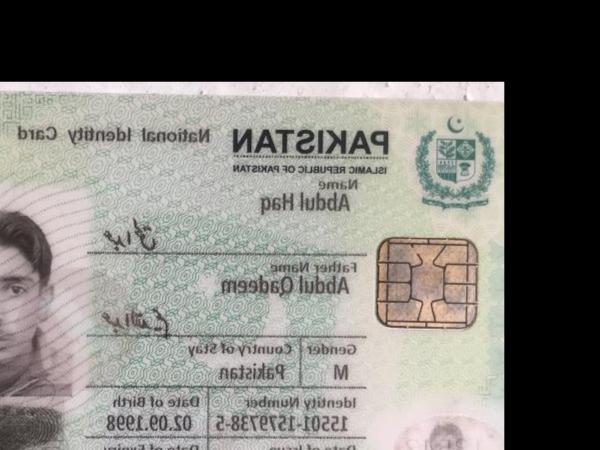 PAKISTAN National Identity Card
ISLAMIC REPUBLIC OF PAKISTAN
Name
Abdul Haq
عبدالحق
Father Name
Abdul Qadeem
Gender Country of Stay
M Pakistan
Identity Number Date of Birth
15501-1579738-5 02.09.1998
Date of Issue Date of Expiry